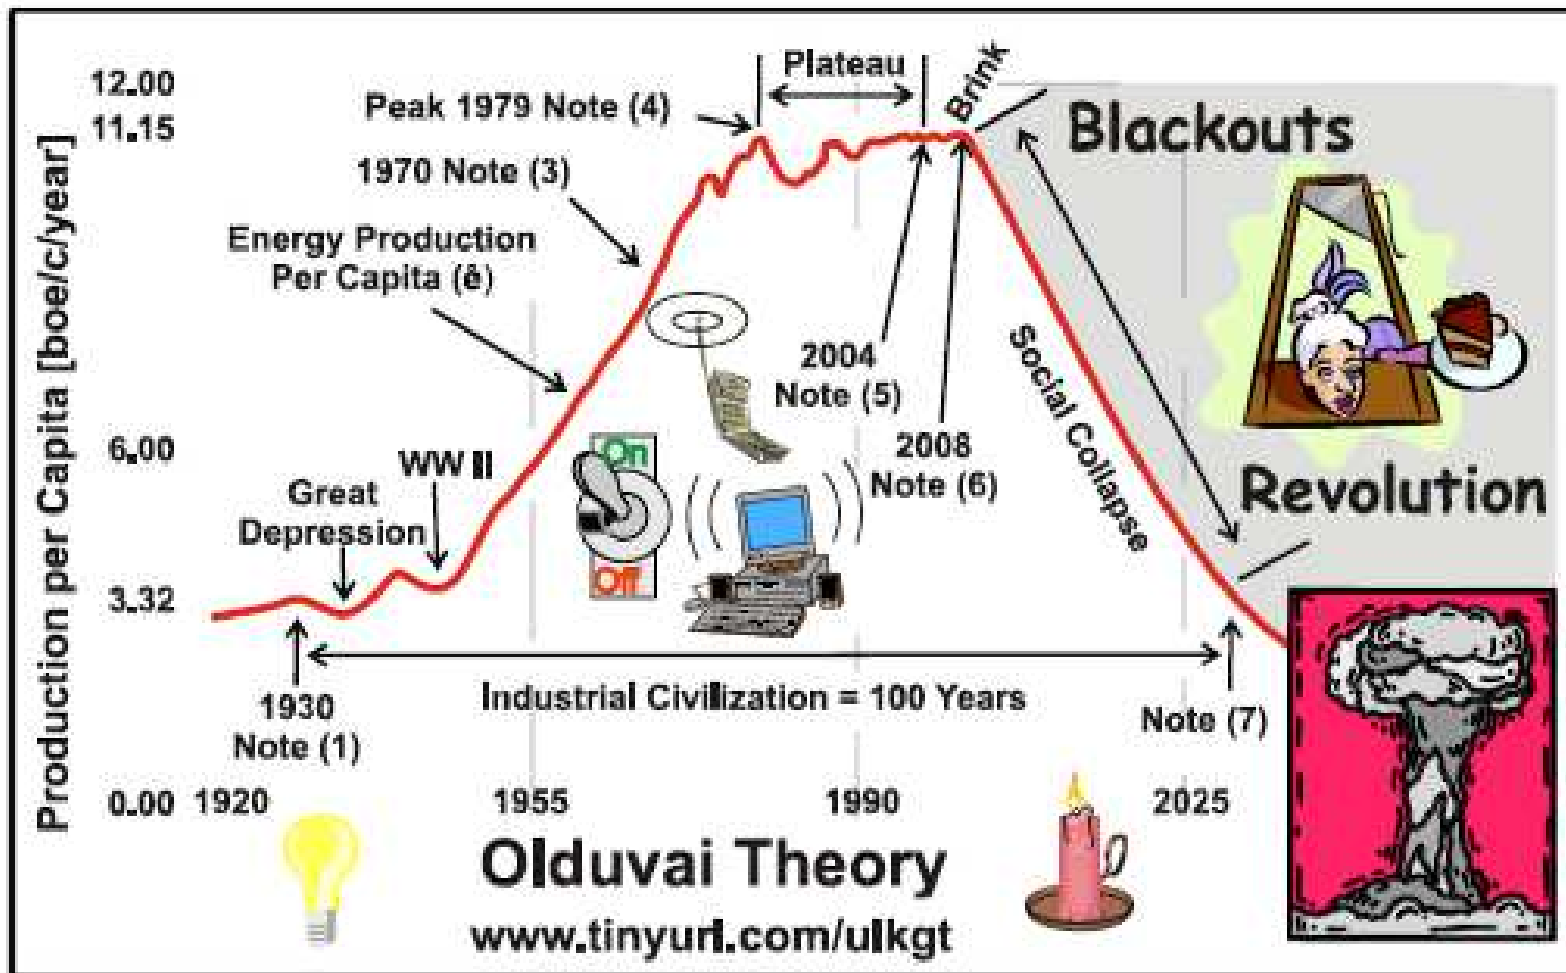 Production per Capita [boe/c/year]
12.00
11.15
6.00
3.32
0.00
Plateau
Brink
Peak 1979 Note (4)
1970 Note (3)
Energy Production
Per Capita (ê)
Blackouts
2004
Note (5)
2008
Note (6)
Social Collapse
WW II
Great
Depression
On
Off
Revolution
1930
Note (1)
Industrial Civilization = 100 Years
Note (7)
1920
1955
1990
2025
Olduvai Theory
www.tinyurl.com/ulkgt